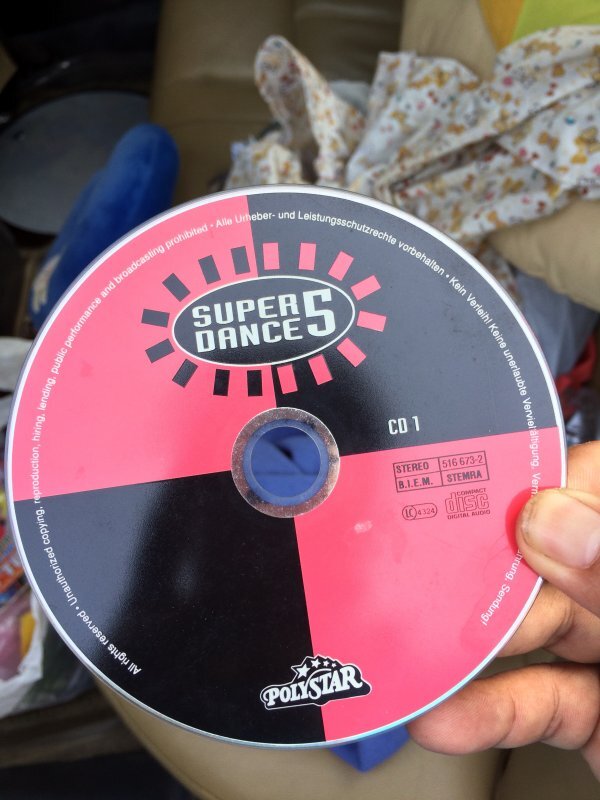 All rights reserved • Unauthorized copying, reproduction, hiring, lending, public performance and broadcasting prohibited • Alle Urheber- und Leistungsschutzrechte vorbehalten • Kein Verleih! Keine unerlaubte Vervielfältigung, Sendung!
SUPER
DANCE 5
CD 1
STEREO 516 673-2
B.I.E.M. STEMRA
LC 4324
COMPACT
disc
DIGITAL AUDIO
POLYSTAR